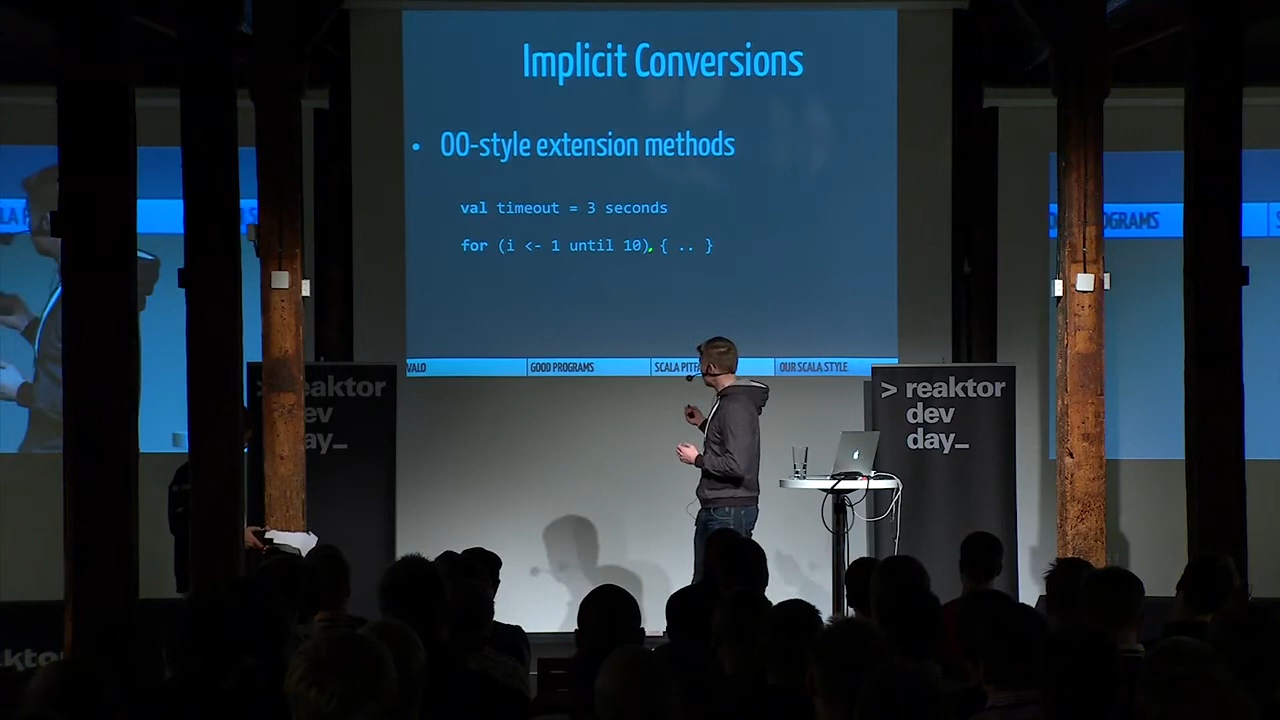 Implicit Conversions
• OO-style extension methods
val timeout = 3 seconds
for (i <- 1 until 10) { .. }
VALO
GOOD PROGRAMS
SCALA PITFA
OUR SCALA STYLE
> reaktor
dev
day_
> reaktor
dev
day_